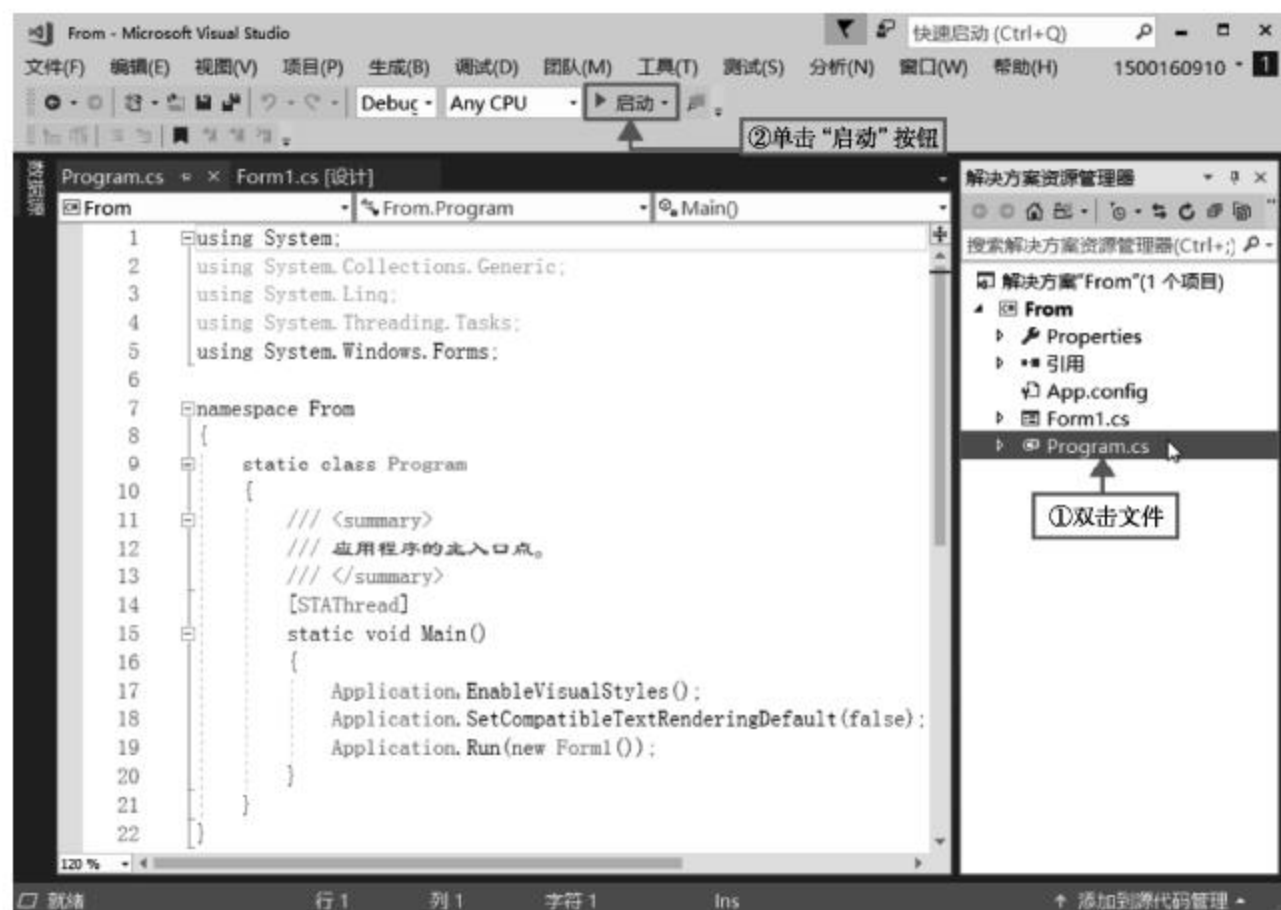 From - Microsoft Visual Studio
快速启动 (Ctrl+Q)
文件(F) 编辑(E) 视图(V) 项目(P) 生成(B) 调试(D) 团队(M) 工具(T) 测试(S) 分析(N) 窗口(W) 帮助(H) 1500160910 1
Debug Any CPU 启动
②单击“启动”按钮
数据源
Program.cs Form1.cs [设计]
From From.Program Main()
1 using System;
2 using System.Collections.Generic;
3 using System.Linq;
4 using System.Threading.Tasks;
5 using System.Windows.Forms;
6
7 namespace From
8 {
9 static class Program
10 {
11 /// <summary>
12 /// 应用程序的主入口点。
13 /// </summary>
14 [STAThread]
15 static void Main()
16 {
17 Application.EnableVisualStyles();
18 Application.SetCompatibleTextRenderingDefault(false);
19 Application.Run(new Form1());
20 }
21 }
22 }
120 %
解决方案资源管理器
搜索解决方案资源管理器(Ctrl+;)
解决方案"From"(1 个项目)
From
Properties
引用
App.config
Form1.cs
Program.cs
①双击文件
就绪 行 1 列 1 字符 1 Ins 添加到源代码管理